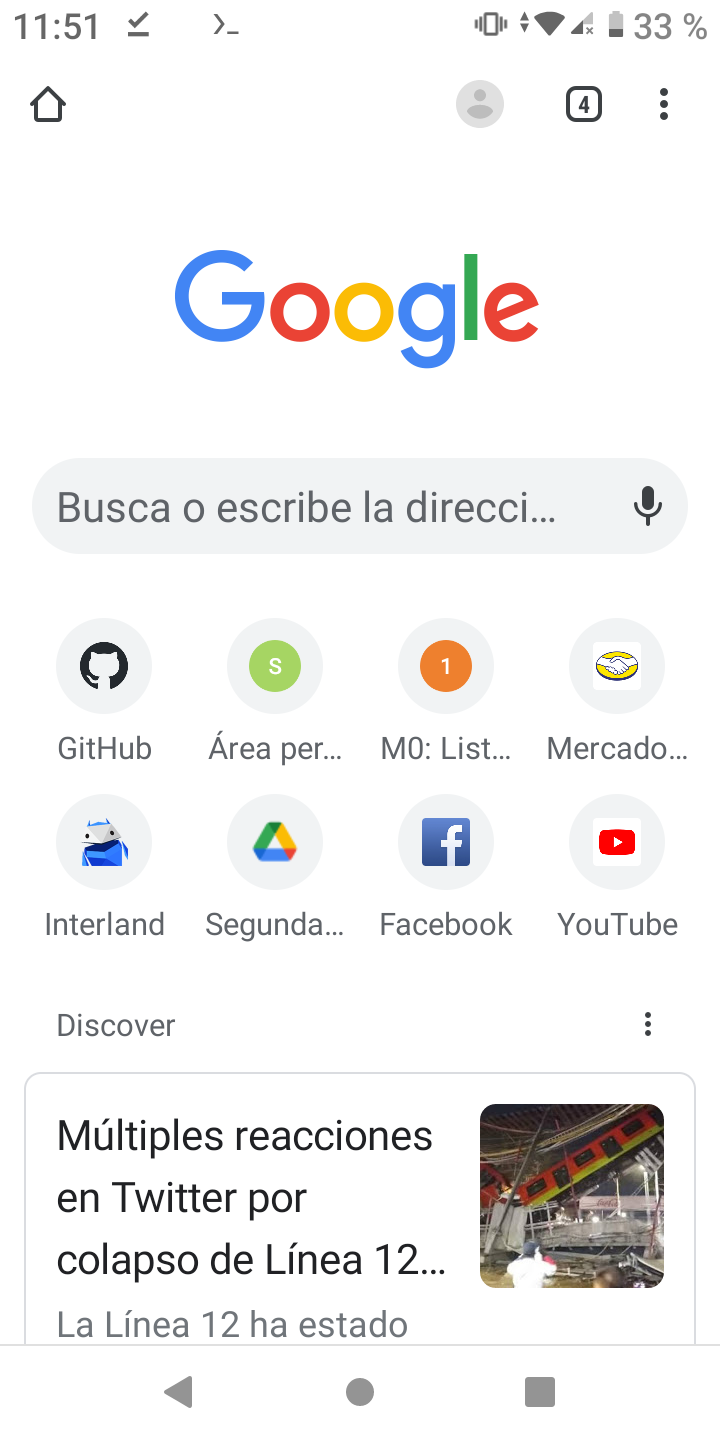 11:51
33 %
4
Google
Busca o escribe la direcci...
S
1
GitHub
Área per...
M0: List...
Mercado...
Interland
Segunda...
Facebook
YouTube
Discover
Múltiples reacciones
en Twitter por
colapso de Línea 12...
La Línea 12 ha estado